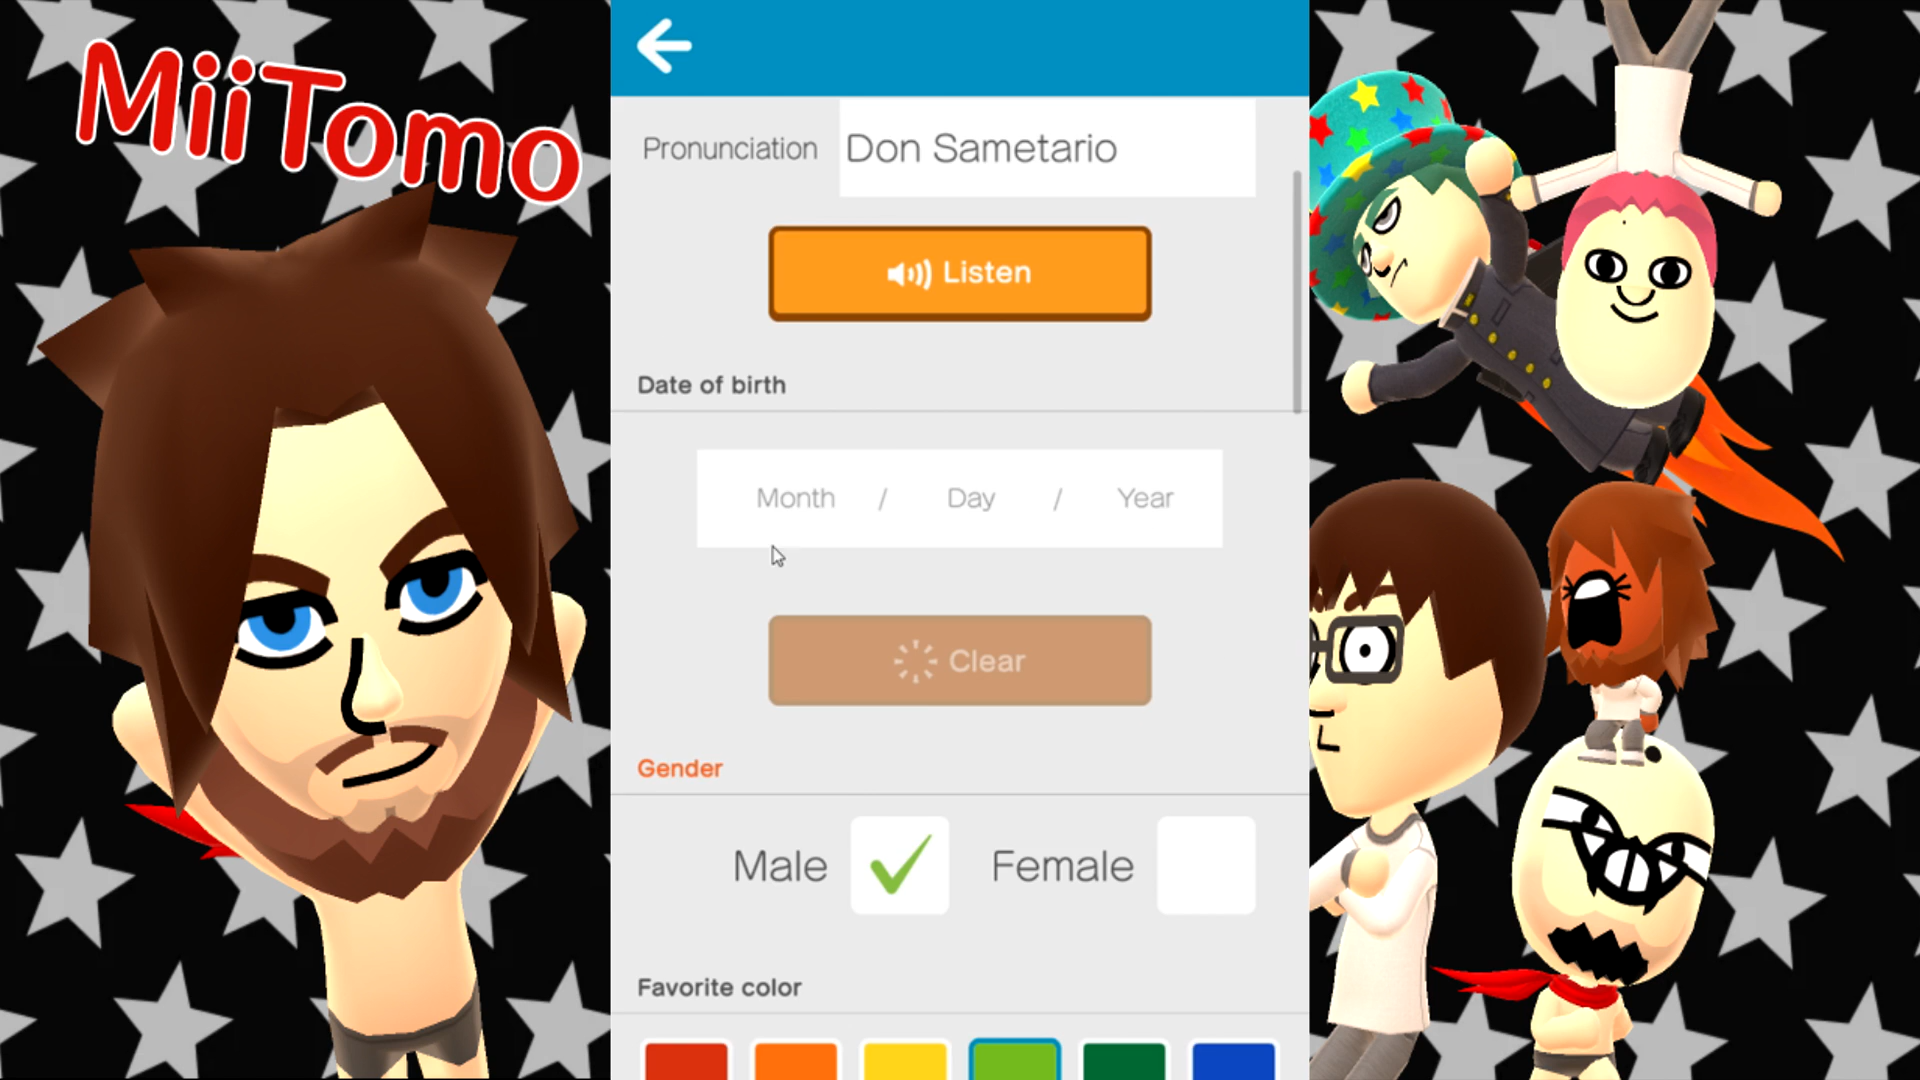 MiiTomo
Pronunciation Don Sametario
Listen
Date of birth
Month / Day / Year
Clear
Gender
Male Female
Favorite color